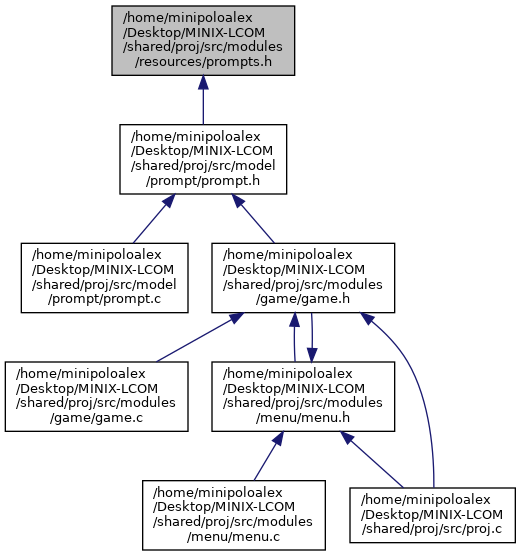 /home/minipoloalex
/Desktop/MINIX-LCOM
/shared/proj/src/modules
/resources/prompts.h
/home/minipoloalex
/Desktop/MINIX-LCOM
/shared/proj/src/model
/prompt/prompt.h
/home/minipoloalex
/Desktop/MINIX-LCOM
/shared/proj/src/model
/prompt/prompt.c
/home/minipoloalex
/Desktop/MINIX-LCOM
/shared/proj/src/modules
/game/game.h
/home/minipoloalex
/Desktop/MINIX-LCOM
/shared/proj/src/modules
/game/game.c
/home/minipoloalex
/Desktop/MINIX-LCOM
/shared/proj/src/modules
/menu/menu.h
/home/minipoloalex
/Desktop/MINIX-LCOM
/shared/proj/src/modules
/menu/menu.c
/home/minipoloalex
/Desktop/MINIX-LCOM
/shared/proj/src/proj.c